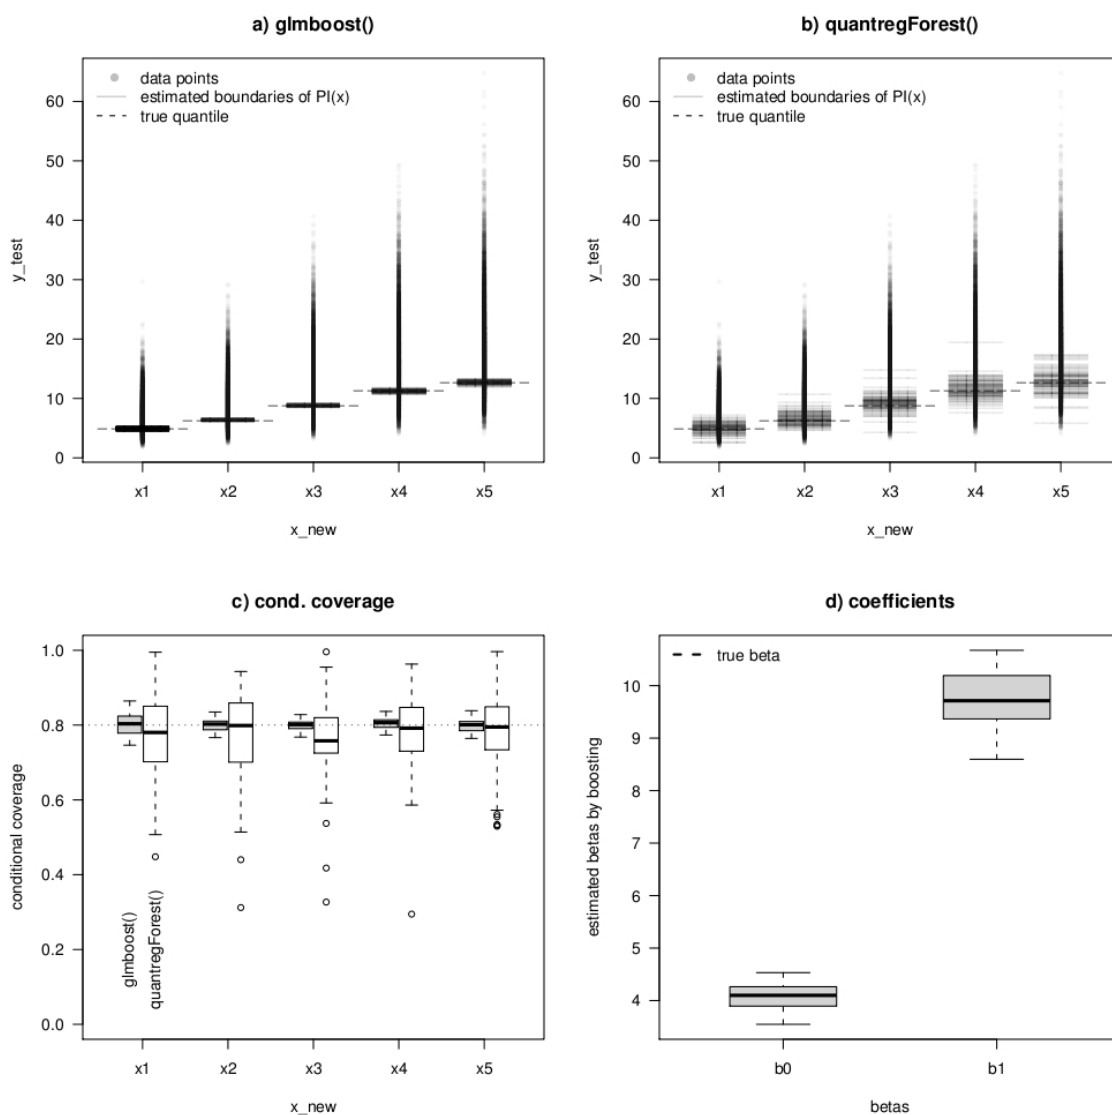 a) glmboost()
data points
estimated boundaries of PI(x)
true quantile
y_test
60
50
40
30
20
10
0
x1 x2 x3 x4 x5
x_new
b) quantregForest()
data points
estimated boundaries of PI(x)
true quantile
y_test
60
50
40
30
20
10
0
x1 x2 x3 x4 x5
x_new
c) cond. coverage
conditional coverage
1.0
0.8
0.6
0.4
0.2
0.0
glmboost()
quantregForest()
x1 x2 x3 x4 x5
x_new
d) coefficients
true beta
estimated betas by boosting
10
9
8
7
6
5
4
b0 b1
betas